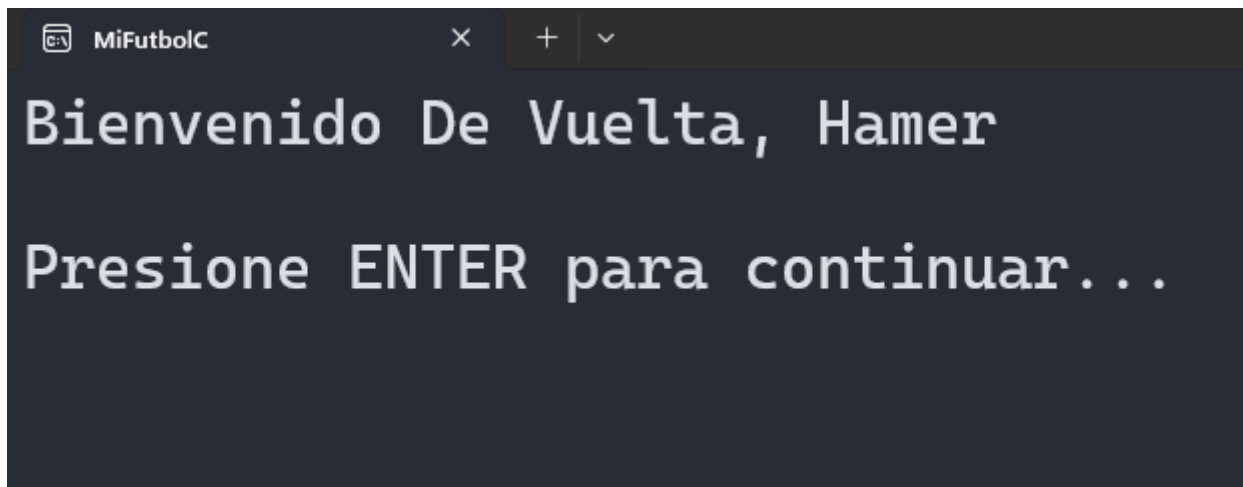 MiFutbolC
Bienvenido De Vuelta, Hamer
Presione ENTER para continuar...